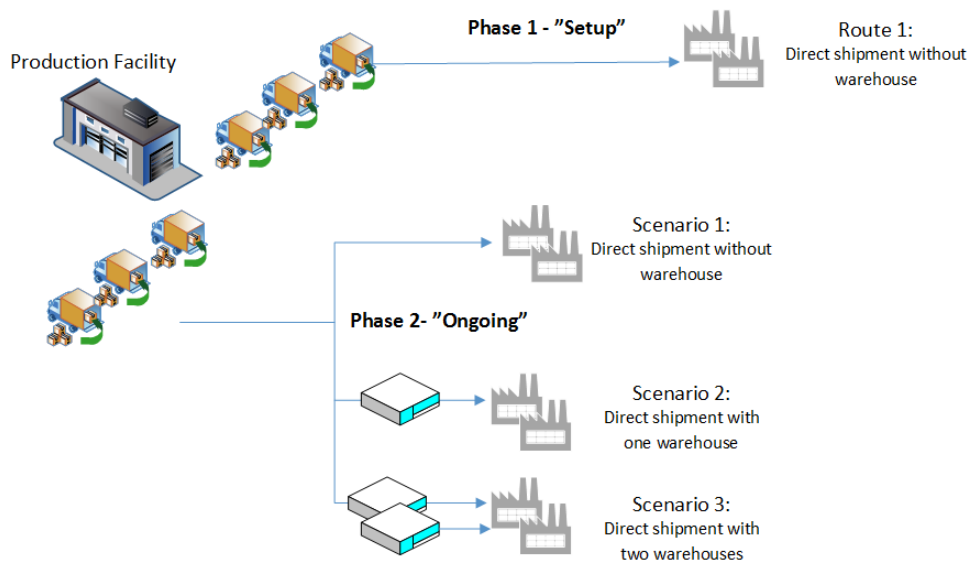 Phase 1 - ”Setup”
Route 1:
Direct shipment without
warehouse
Production Facility
Scenario 1:
Direct shipment without
warehouse
Phase 2- ”Ongoing”
Scenario 2:
Direct shipment with
one warehouse
Scenario 3:
Direct shipment with
two warehouses